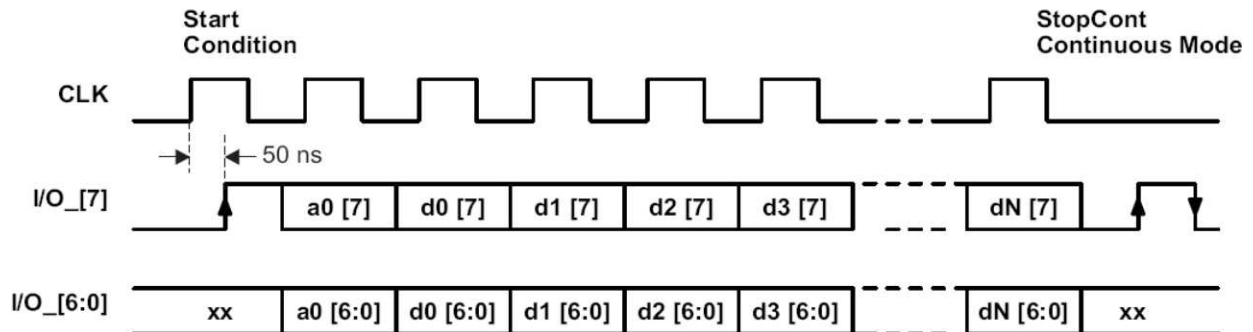 Start
Condition
StopCont
Continuous Mode
CLK
50 ns
I/O_[7]
a0 [7] d0 [7] d1 [7] d2 [7] d3 [7] dN [7]
I/O_[6:0]
xx a0 [6:0] d0 [6:0] d1 [6:0] d2 [6:0] d3 [6:0] dN [6:0] xx